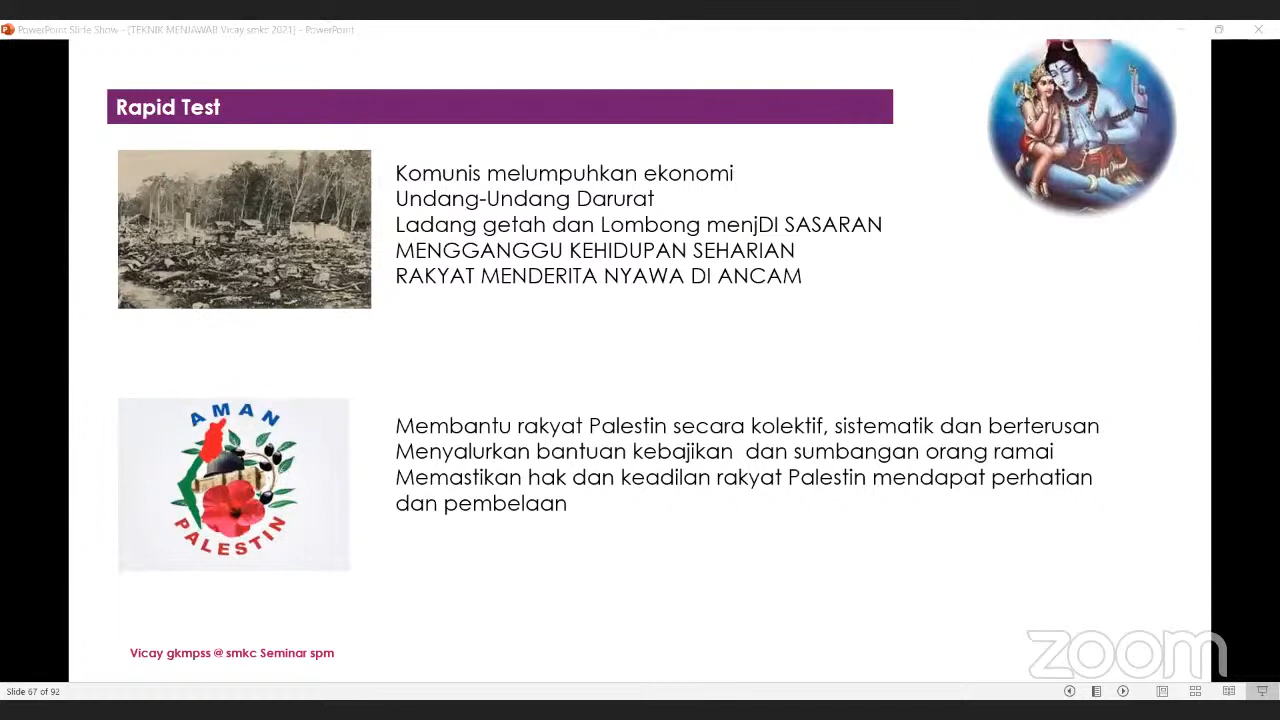 PowerPoint Slide Show - [TEKNIK MENJAWAB Vicay smkc 2021] - PowerPoint
Rapid Test
Komunis melumpuhkan ekonomi
Undang-Undang Darurat
Ladang getah dan Lombong menjDI SASARAN
MENGGANGGU KEHIDUPAN SEHARIAN
RAKYAT MENDERITA NYAWA DI ANCAM
AMAN
PALESTIN
Membantu rakyat Palestin secara kolektif, sistematik dan berterusan
Menyalurkan bantuan kebajikan  dan sumbangan orang ramai
Memastikan hak dan keadilan rakyat Palestin mendapat perhatian
dan pembelaan
Vicay gkmpss @ smkc Seminar spm
zoom
Slide 67 of 92